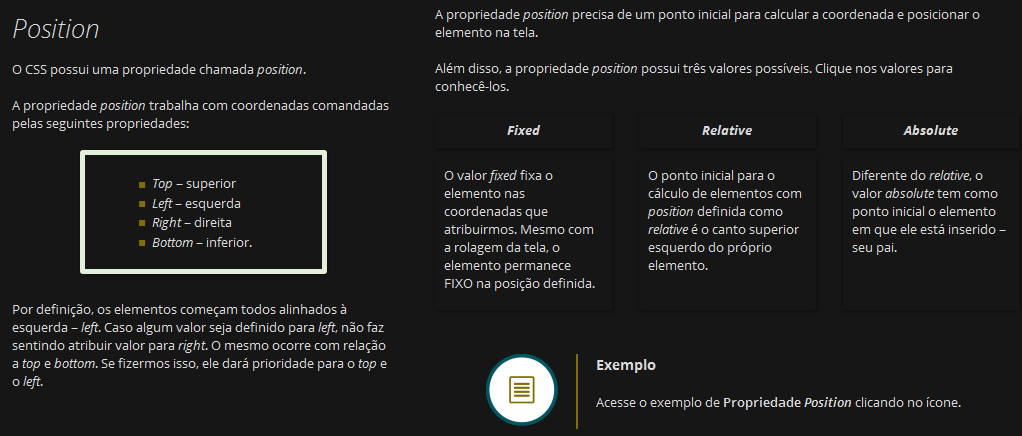 Position
O CSS possui uma propriedade chamada position.
A propriedade position trabalha com coordenadas comandadas
pelas seguintes propriedades:
Top – superior
Left – esquerda
Right – direita
Bottom – inferior.
Por definição, os elementos começam todos alinhados à
esquerda – left. Caso algum valor seja definido para left, não faz
sentindo atribuir valor para right. O mesmo ocorre com relação
a top e bottom. Se fizermos isso, ele dará prioridade para o top e
o left.
A propriedade position precisa de um ponto inicial para calcular a coordenada e posicionar o
elemento na tela.
Além disso, a propriedade position possui três valores possíveis. Clique nos valores para
conhecê-los.
Fixed
O valor fixed fixa o
elemento nas
coordenadas que
atribuirmos. Mesmo com
a rolagem da tela, o
elemento permanece
FIXO na posição definida.
Relative
O ponto inicial para o
cálculo de elementos com
position definida como
relative é o canto superior
esquerdo do próprio
elemento.
Absolute
Diferente do relative, o
valor absolute tem como
ponto inicial o elemento
em que ele está inserido –
seu pai.
Exemplo
Acesse o exemplo de Propriedade Position clicando no ícone.